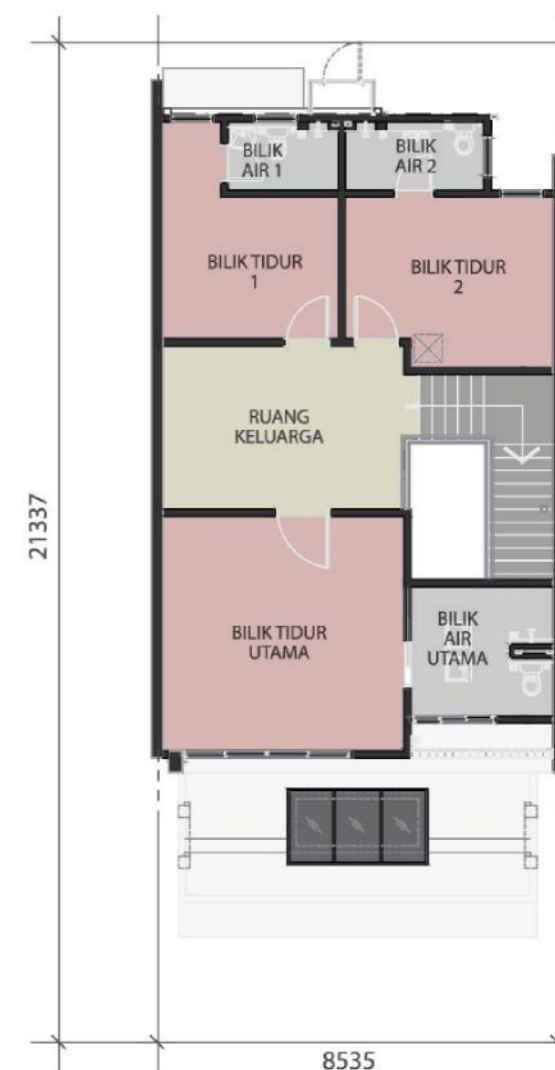 BILIK
AIR 1
BILIK
AIR 2
BILIK TIDUR
1
BILIK TIDUR
2
RUANG
KELUARGA
21337
BILIK TIDUR
UTAMA
BILIK
AIR
UTAMA
8535